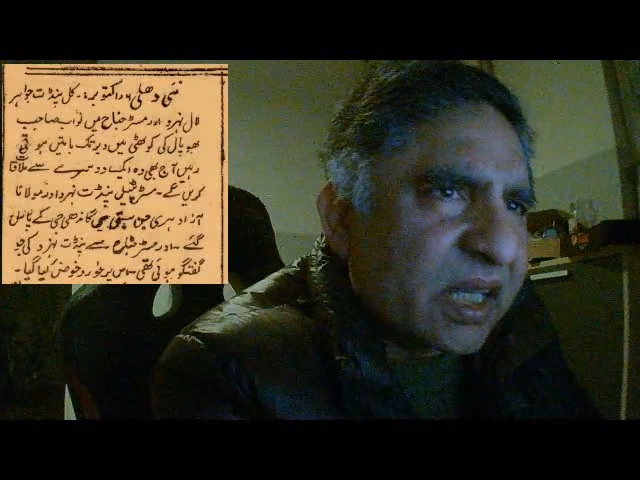 نئی دھلی ۶ اکتوبر ۔ کل پنڈت جواہر
لال نہرو اور مسٹر جناح میں نواب صاحب
بھوپال کی کوٹھی میں دیر تک باتیں ہوتی
رہیں آج بھی وہ ایک دوسرے سے ملاقات
کریں گے ۔ مسٹر پٹیل پنڈت نہرو اور مولانا
آزاد گاندھی جی کے پاس
گئے ۔ اور مسٹر جناح سے پنڈت نہرو کی جو
گفتگو ہوئی تھی ۔ اس پر غور و خوض کیا گیا ۔